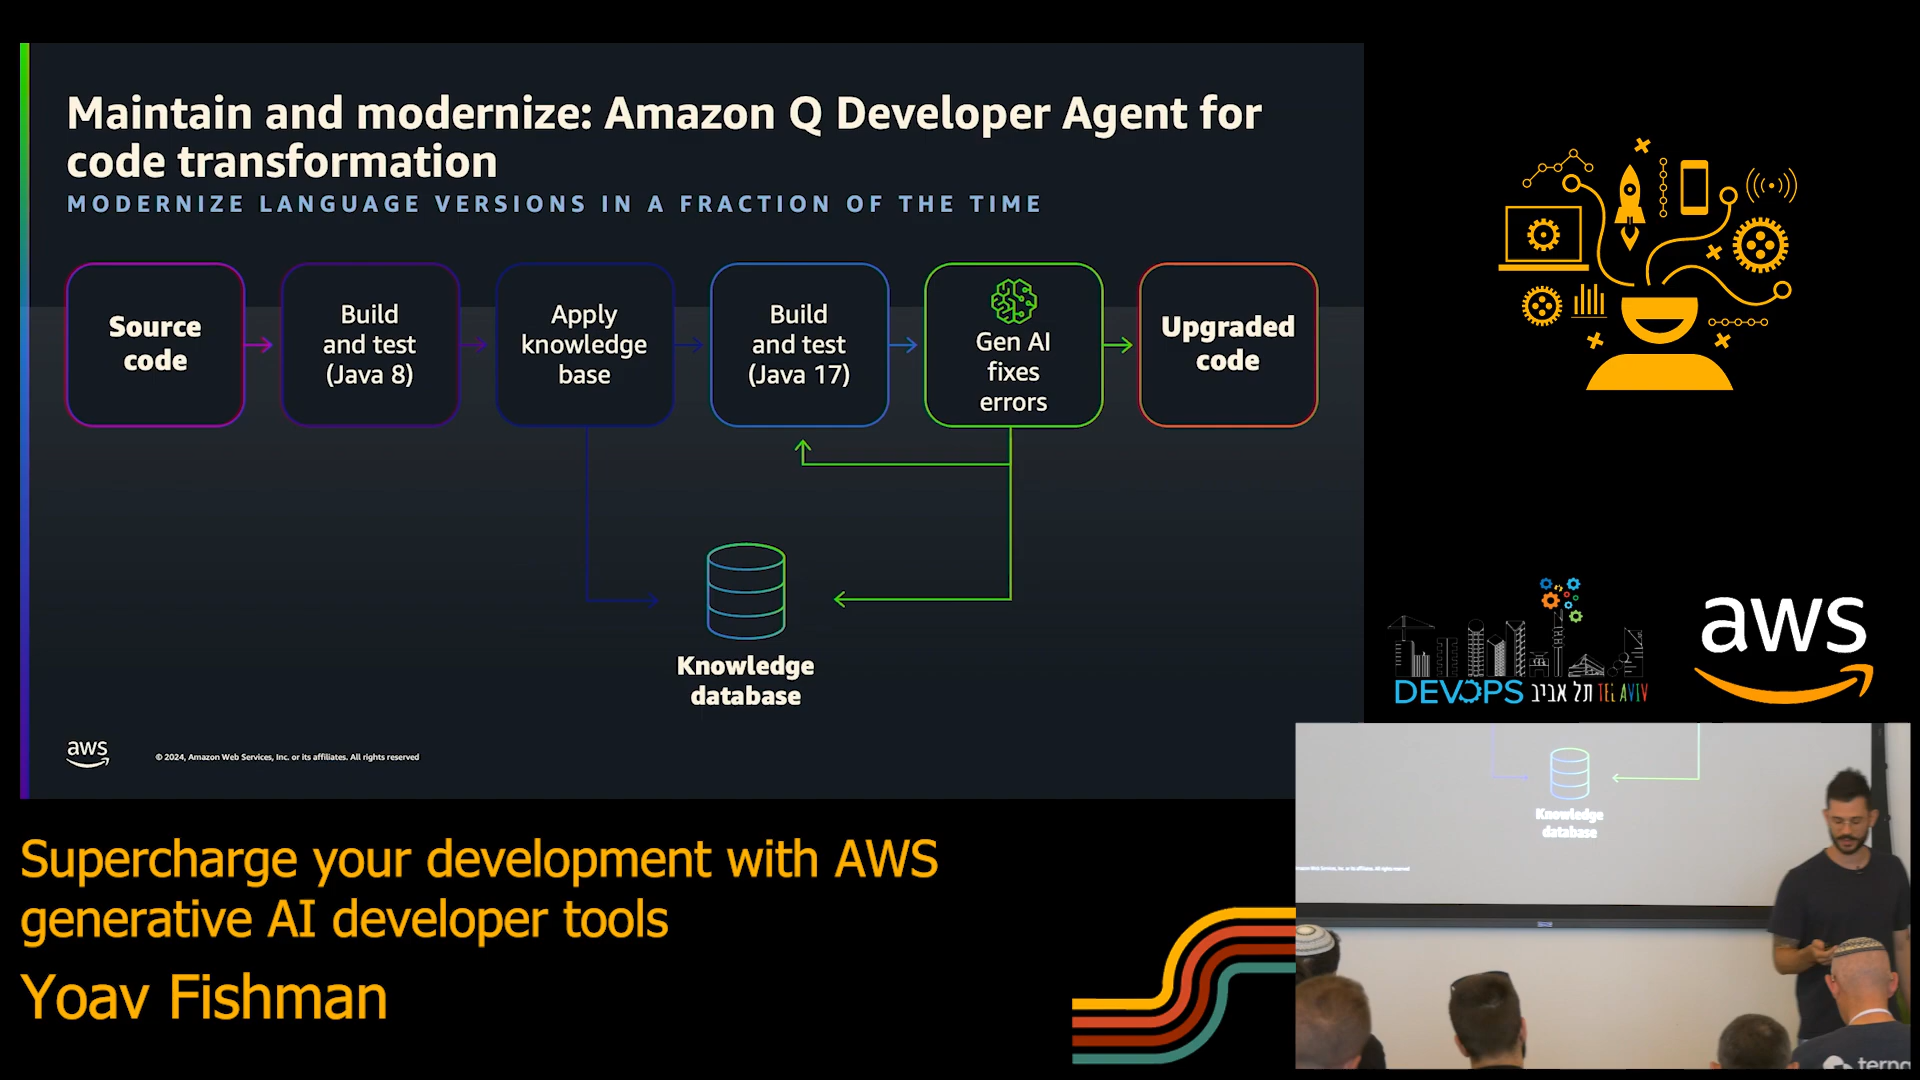 Maintain and modernize: Amazon Q Developer Agent for
code transformation
MODERNIZE LANGUAGE VERSIONS IN A FRACTION OF THE TIME
Source
code
Build
and test
(Java 8)
Apply
knowledge
base
Build
and test
(Java 17)
Gen AI
fixes
errors
Upgraded
code
Knowledge
database
aws
© 2024, Amazon Web Services, Inc. or its affiliates. All rights reserved
DEVOPS תל אביב TEL AVIV
aws
Knowledge
database
Supercharge your development with AWS
generative AI developer tools
Yoav Fishman